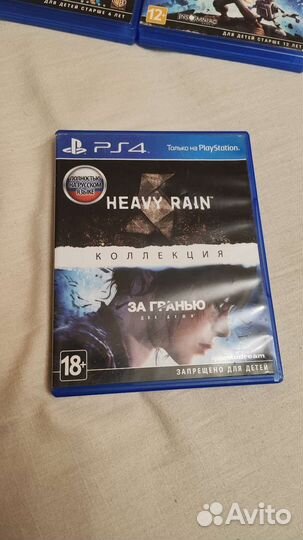 ДЛЯ ДЕТЕЙ СТАРШЕ 6 ЛЕТ
12+
INSOMNIAC
ДЛЯ ДЕТЕЙ СТАРШЕ 12 ЛЕТ
PS4
Только на PlayStation.
ПОЛНОСТЬЮ
НА РУССКОМ
ЯЗЫКЕ
HEAVY RAIN
КОЛЛЕКЦИЯ
ЗА ГРАНЬЮ
ДВЕ ДУШИ
18+
ЗАПРЕЩЕНО ДЛЯ ДЕТЕЙ
Avito